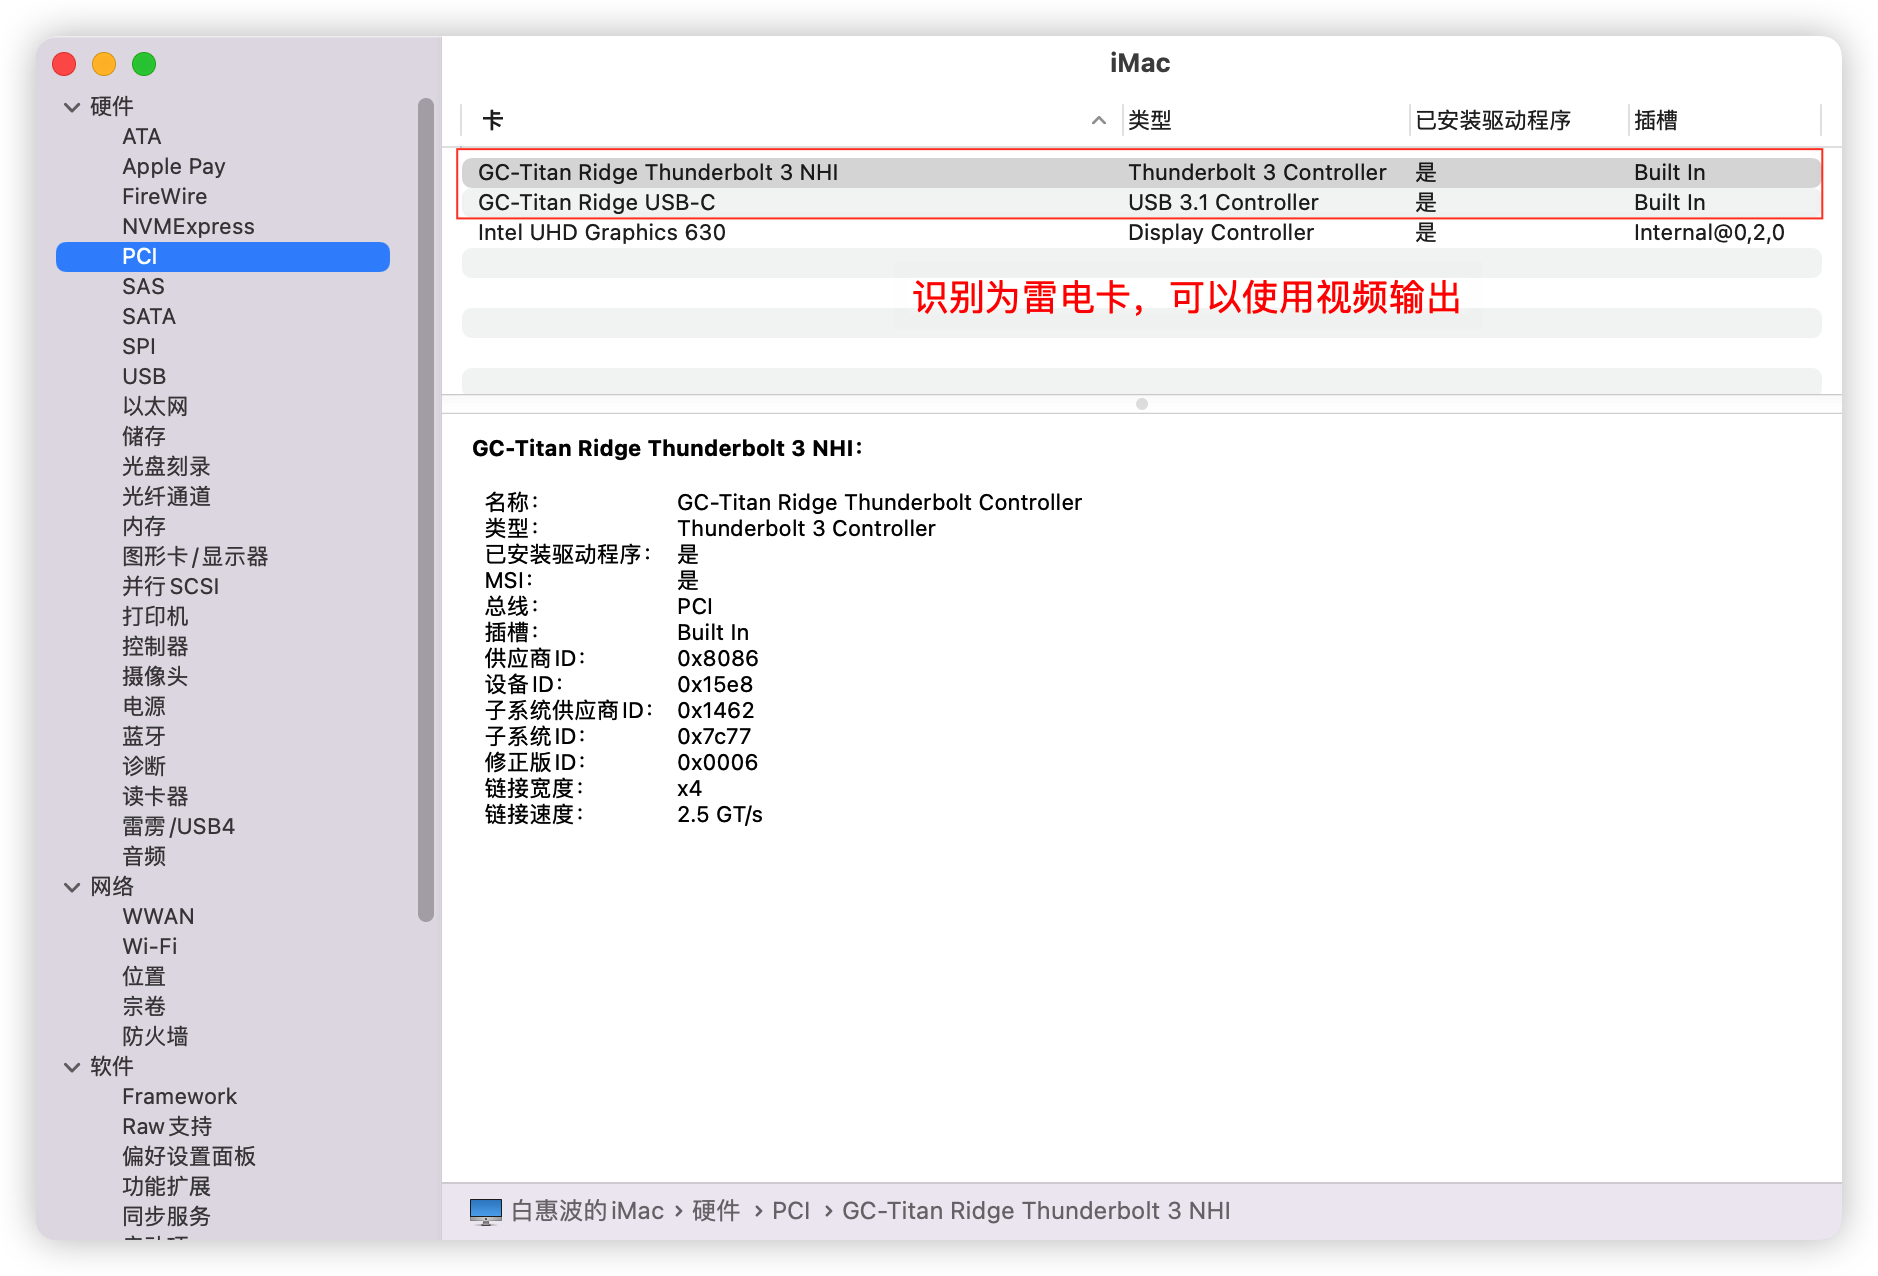 硬件
ATA
Apple Pay
FireWire
NVMExpress
PCI
SAS
SATA
SPI
USB
以太网
储存
光盘刻录
光纤通道
内存
图形卡/显示器
并行SCSI
打印机
控制器
摄像头
电源
蓝牙
诊断
读卡器
雷雳/USB4
音频
网络
WWAN
Wi-Fi
位置
宗卷
防火墙
软件
Framework
Raw支持
偏好设置面板
功能扩展
同步服务
iMac
卡 类型 已安装驱动程序 插槽
GC-Titan Ridge Thunderbolt 3 NHI Thunderbolt 3 Controller 是 Built In
GC-Titan Ridge USB-C USB 3.1 Controller 是 Built In
Intel UHD Graphics 630 Display Controller 是 Internal@0,2,0
识别为雷电卡，可以使用视频输出
GC-Titan Ridge Thunderbolt 3 NHI：
名称： GC-Titan Ridge Thunderbolt Controller
类型： Thunderbolt 3 Controller
已安装驱动程序： 是
MSI： 是
总线： PCI
插槽： Built In
供应商ID： 0x8086
设备ID： 0x15e8
子系统供应商ID： 0x1462
子系统ID： 0x7c77
修正版ID： 0x0006
链接宽度： x4
链接速度： 2.5 GT/s
白惠波的iMac › 硬件 › PCI › GC-Titan Ridge Thunderbolt 3 NHI